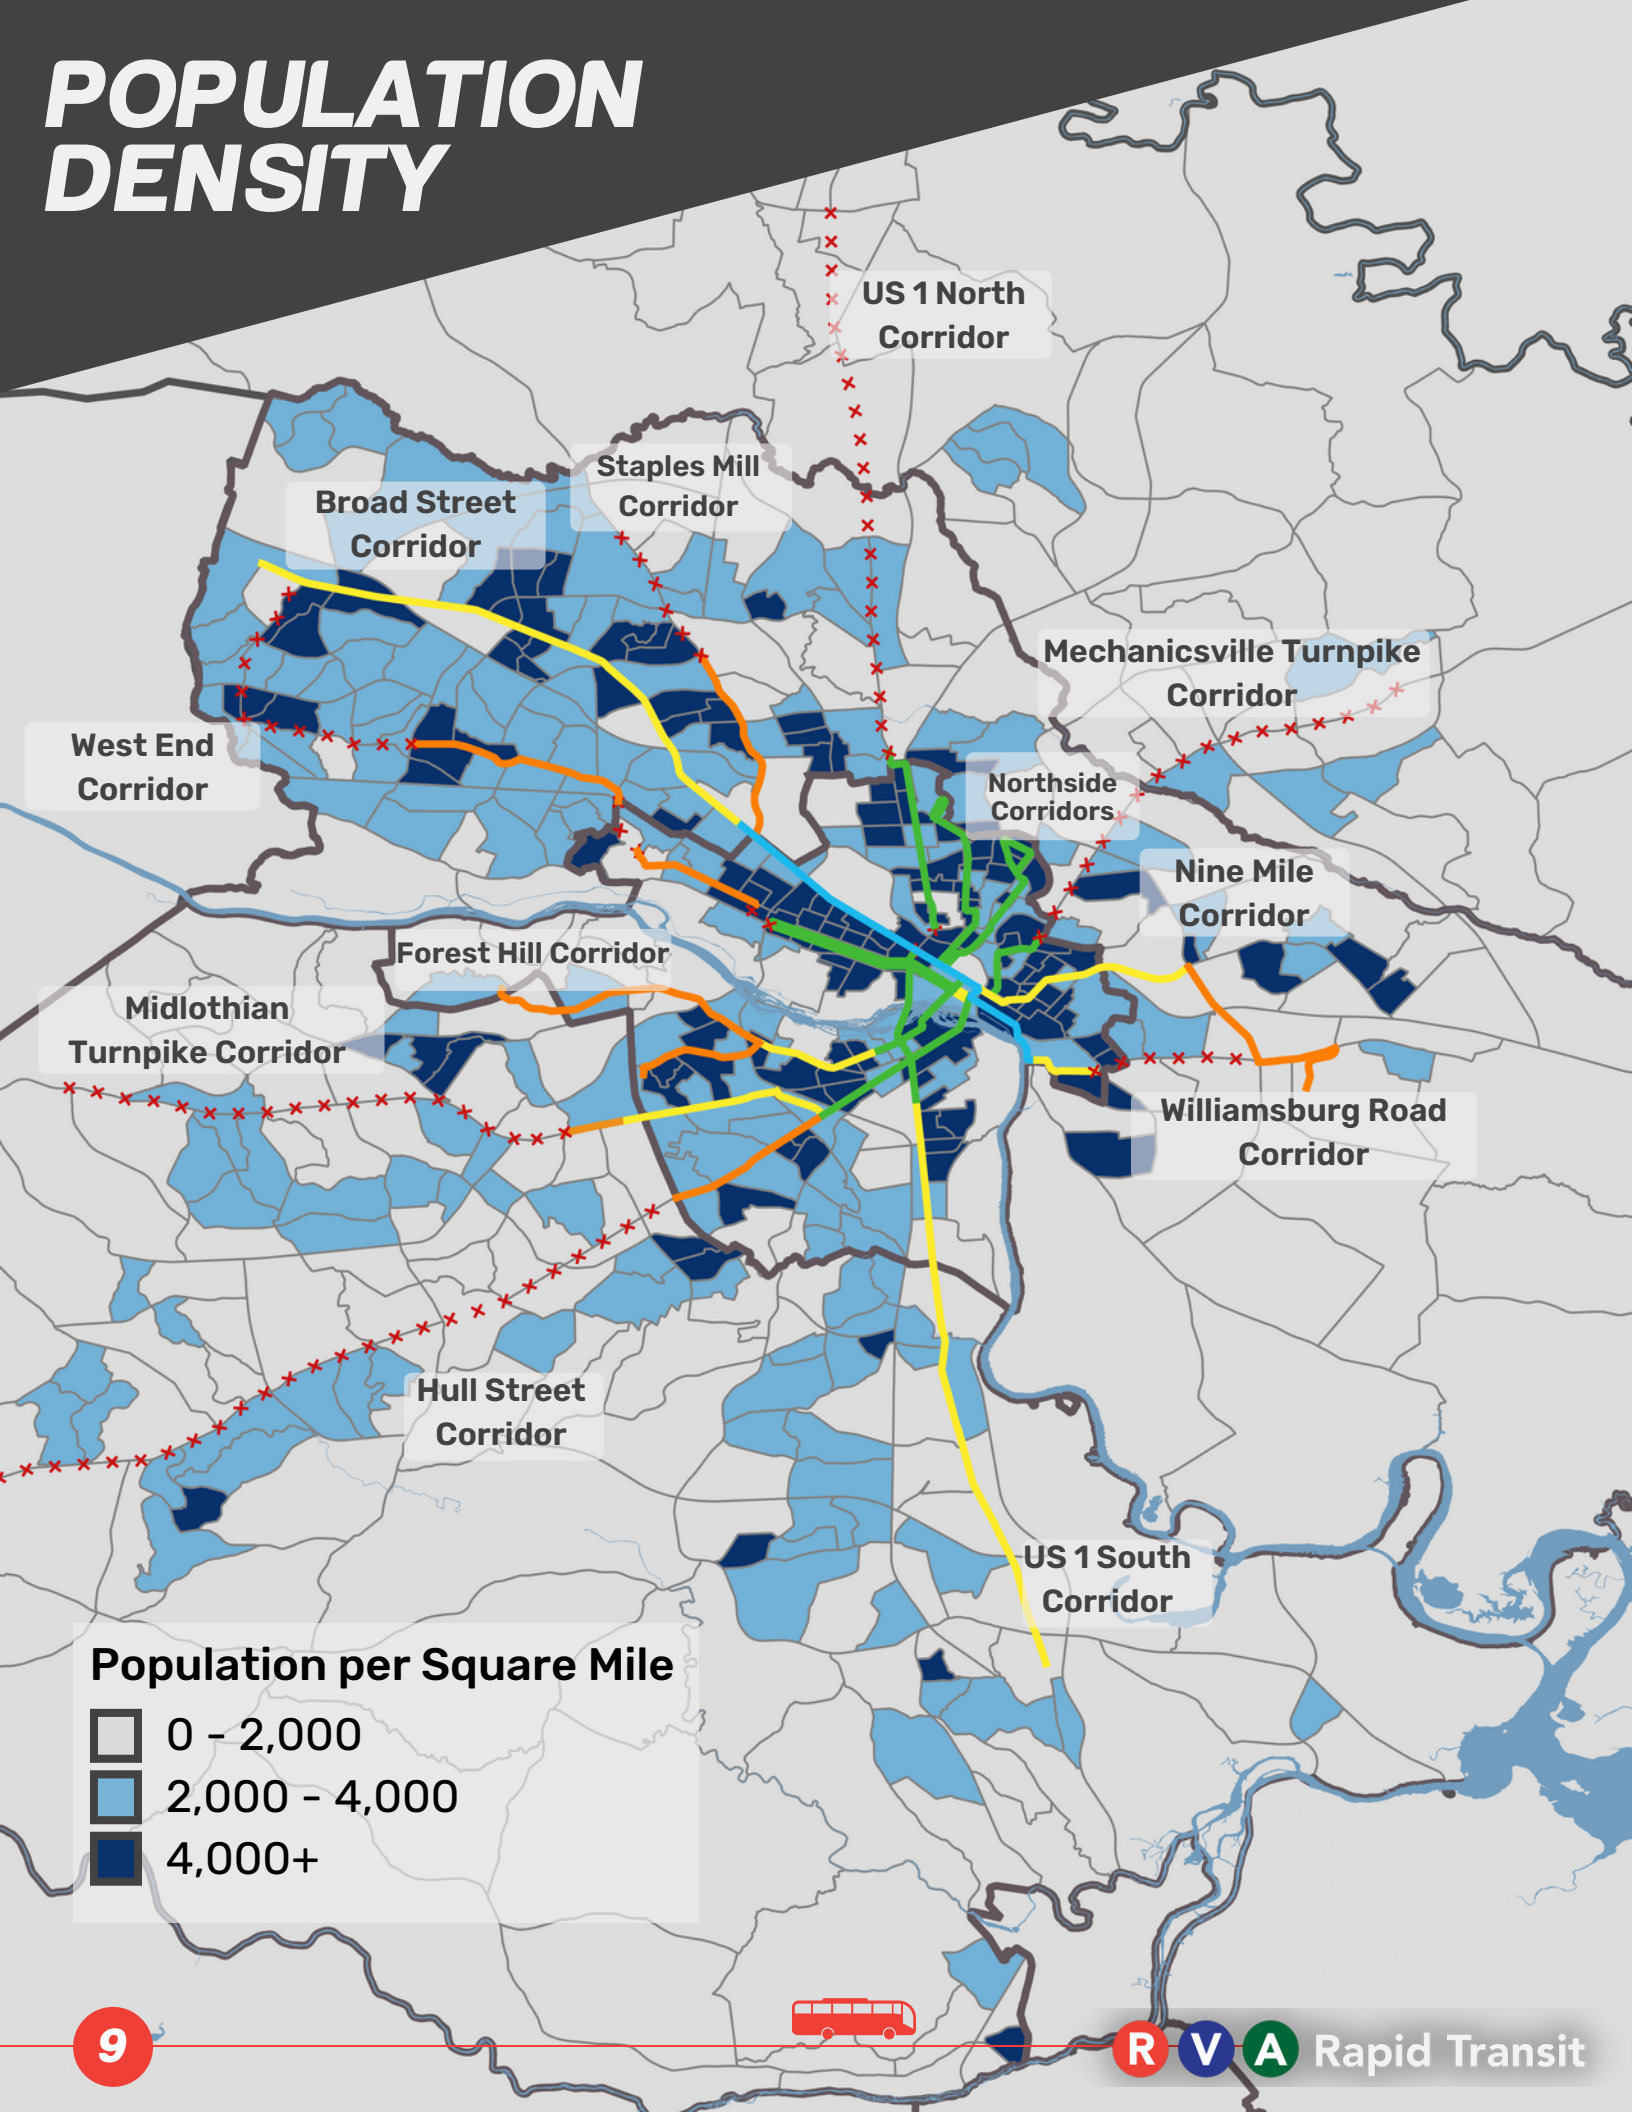 POPULATION
DENSITY
US 1 North
Corridor
Staples Mill
Corridor
Broad Street
Corridor
Mechanicsville Turnpike
Corridor
West End
Corridor
Northside
Corridors
Nine Mile
Corridor
Forest Hill Corridor
Midlothian
Turnpike Corridor
Williamsburg Road
Corridor
Hull Street
Corridor
US 1 South
Corridor
Population per Square Mile
0 - 2,000
2,000 - 4,000
4,000+
9
R V A Rapid Transit